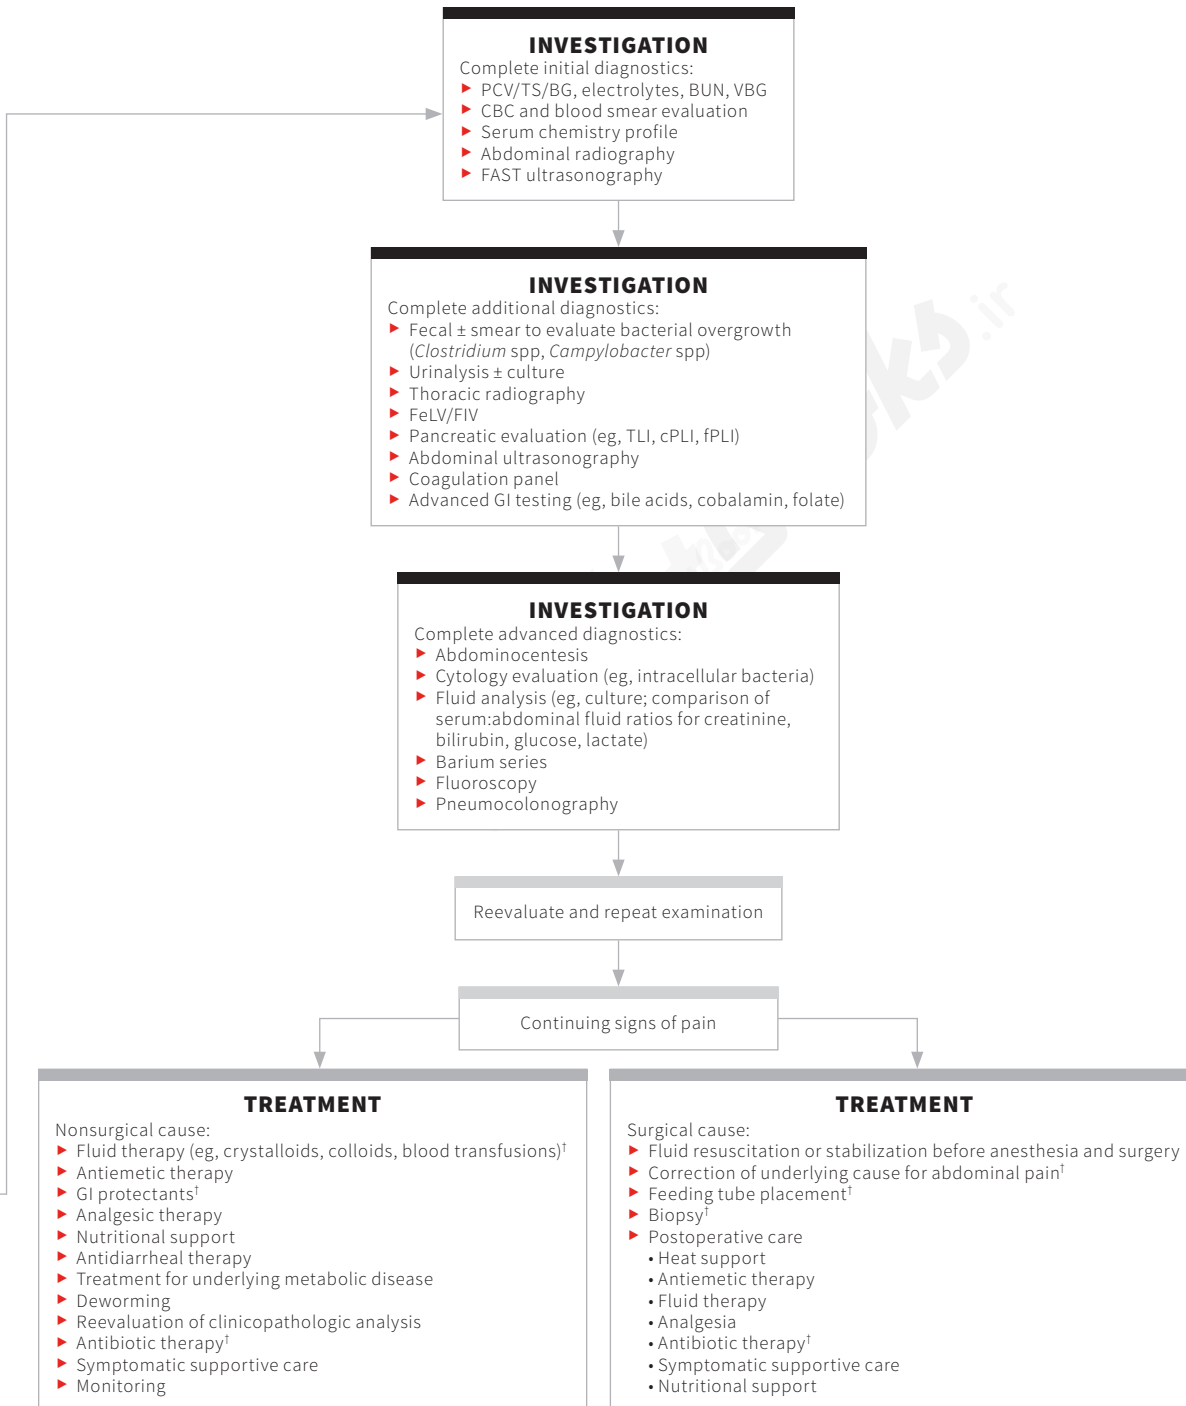 INVESTIGATION
Complete initial diagnostics:
► PCV/TS/BG, electrolytes, BUN, VBG
► CBC and blood smear evaluation
► Serum chemistry profile
► Abdominal radiography
► FAST ultrasonography
INVESTIGATION
Complete additional diagnostics:
► Fecal ± smear to evaluate bacterial overgrowth
(Clostridium spp, Campylobacter spp)
► Urinalysis ± culture
► Thoracic radiography
► FeLV/FIV
► Pancreatic evaluation (eg, TLI, cPLI, fPLI)
► Abdominal ultrasonography
► Coagulation panel
► Advanced GI testing (eg, bile acids, cobalamin, folate)
INVESTIGATION
Complete advanced diagnostics:
► Abdominocentesis
► Cytology evaluation (eg, intracellular bacteria)
► Fluid analysis (eg, culture; comparison of
serum:abdominal fluid ratios for creatinine,
bilirubin, glucose, lactate)
► Barium series
► Fluoroscopy
► Pneumocolonography
Reevaluate and repeat examination
Continuing signs of pain
TREATMENT
Nonsurgical cause:
► Fluid therapy (eg, crystalloids, colloids, blood transfusions)†
► Antiemetic therapy
► GI protectants†
► Analgesic therapy
► Nutritional support
► Antidiarrheal therapy
► Treatment for underlying metabolic disease
► Deworming
► Reevaluation of clinicopathologic analysis
► Antibiotic therapy†
► Symptomatic supportive care
► Monitoring
TREATMENT
Surgical cause:
► Fluid resuscitation or stabilization before anesthesia and surgery
► Correction of underlying cause for abdominal pain†
► Feeding tube placement†
► Biopsy†
► Postoperative care
• Heat support
• Antiemetic therapy
• Fluid therapy
• Analgesia
• Antibiotic therapy†
• Symptomatic supportive care
• Nutritional support